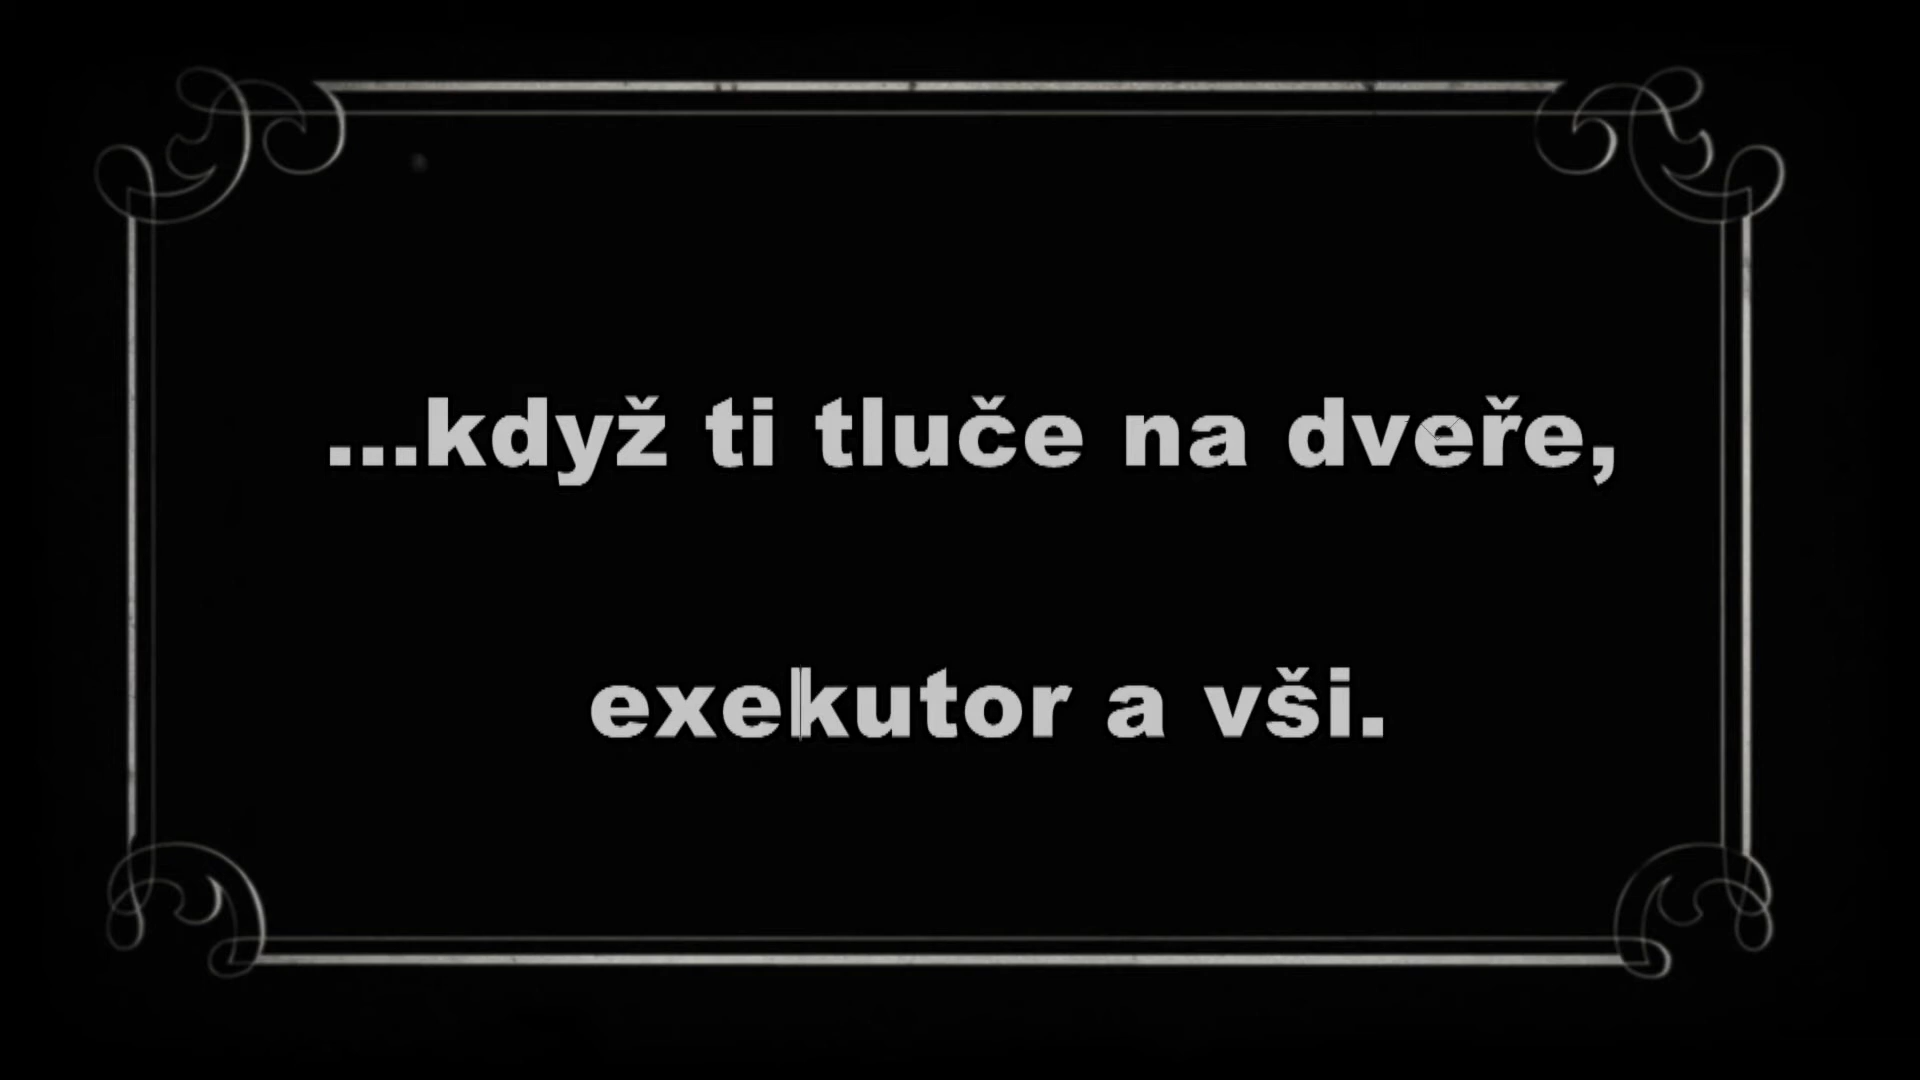 ...když ti tluče na dveře,
exekutor a vši.